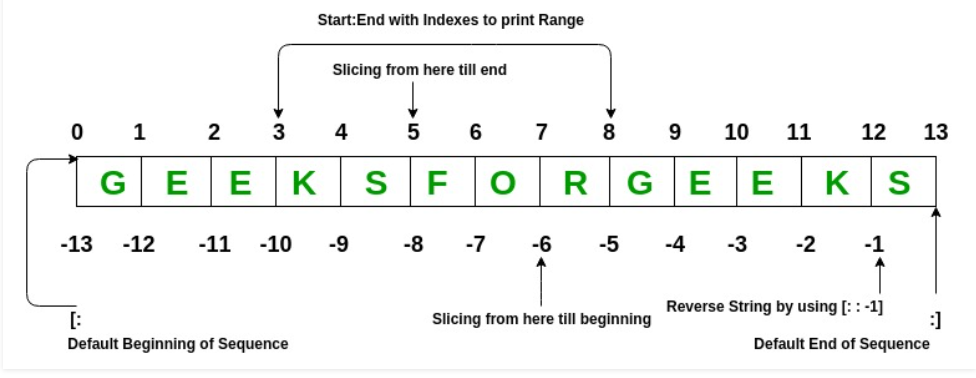 Start:End with Indexes to print Range
Slicing from here till end
0 1 2 3 4 5 6 7 8 9 10 11 12 13
G E E K S F O R G E E K S
-13 -12 -11 -10 -9 -8 -7 -6 -5 -4 -3 -2 -1
Reverse String by using [: : -1]
[: Slicing from here till beginning :]
Default Beginning of Sequence Default End of Sequence